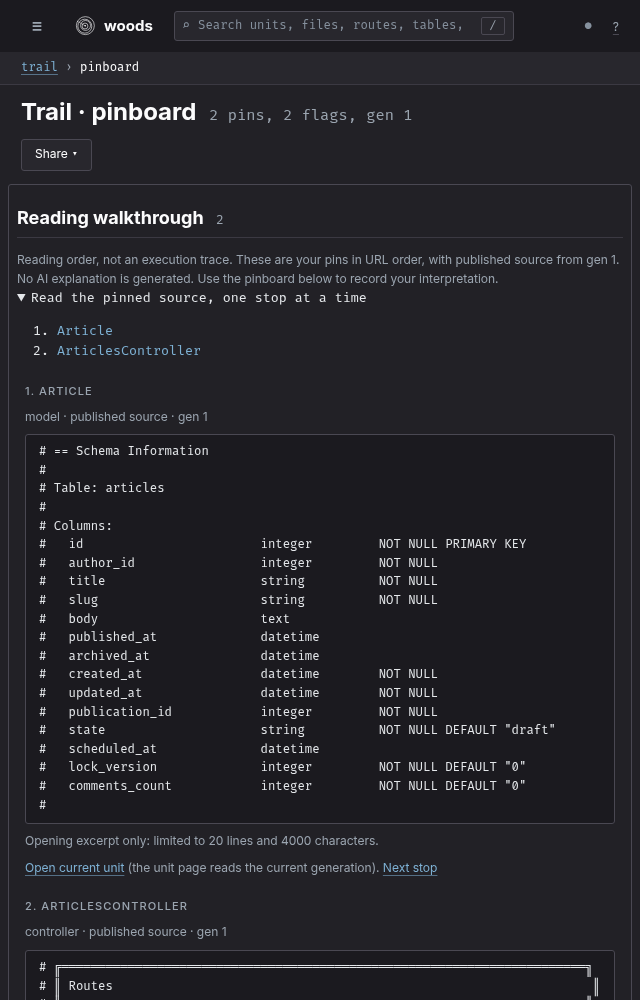 ☰ woods Search units, files, routes, tables, / ?
trail › pinboard
Trail · pinboard 2 pins, 2 flags, gen 1
Share ▾
Reading walkthrough 2
Reading order, not an execution trace. These are your pins in URL order, with published source from gen 1.
No AI explanation is generated. Use the pinboard below to record your interpretation.
▼ Read the pinned source, one stop at a time
1. Article
2. ArticlesController
1. ARTICLE
model · published source · gen 1
# == Schema Information
#
# Table: articles
#
# Columns:
#   id                        integer         NOT NULL PRIMARY KEY
#   author_id                 integer         NOT NULL
#   title                     string          NOT NULL
#   slug                      string          NOT NULL
#   body                      text
#   published_at              datetime
#   archived_at               datetime
#   created_at                datetime        NOT NULL
#   updated_at                datetime        NOT NULL
#   publication_id            integer         NOT NULL
#   state                     string          NOT NULL DEFAULT "draft"
#   scheduled_at              datetime
#   lock_version              integer         NOT NULL DEFAULT "0"
#   comments_count            integer         NOT NULL DEFAULT "0"
#
Opening excerpt only: limited to 20 lines and 4000 characters.
Open current unit (the unit page reads the current generation). Next stop
2. ARTICLESCONTROLLER
controller · published source · gen 1
#
# Routes